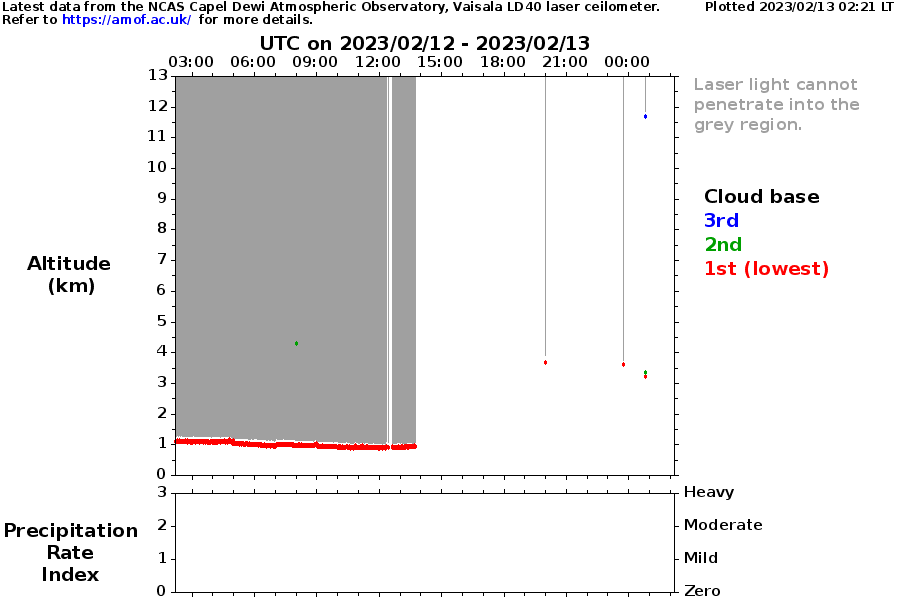 Latest data from the NCAS Capel Dewi Atmospheric Observatory, Vaisala LD40 laser ceilometer. Plotted 2023/02/13 02:21 LT
Refer to https://amof.ac.uk/ for more details.
UTC on 2023/02/12 - 2023/02/13
03:00 06:00 09:00 12:00 15:00 18:00 21:00 00:00
13
12
11
10
9
8
7
6
5
4
3
2
1
0
Altitude
(km)
Laser light cannot
penetrate into the
grey region.
Cloud base
3rd
2nd
1st (lowest)
3
2
1
0
Precipitation
Rate
Index
Heavy
Moderate
Mild
Zero